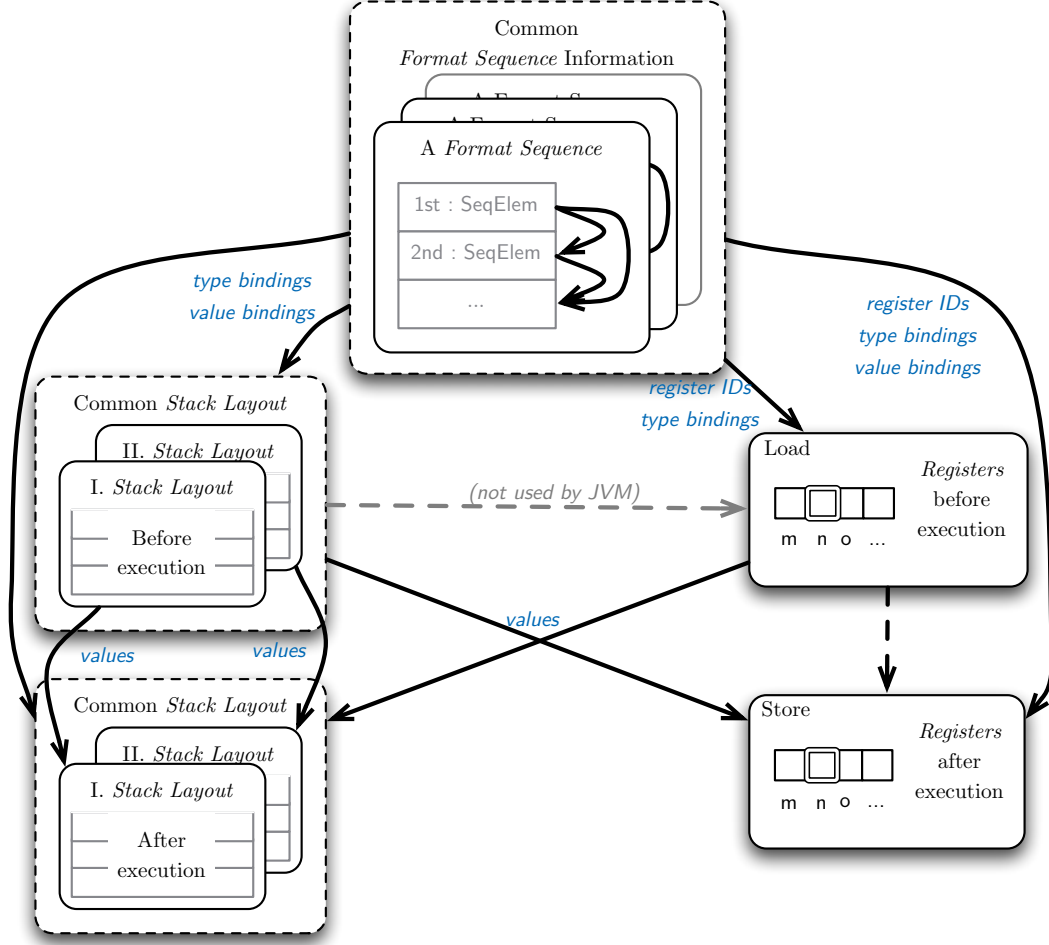 Common
Format Sequence Information
A Format Sequence
1st : SeqElem
2nd : SeqElem
...
type bindings
value bindings
register IDs
type bindings
value bindings
register IDs
type bindings
Common Stack Layout
II. Stack Layout
I. Stack Layout
Before
execution
(not used by JVM)
Load
Registers
before
execution
m n o ...
values
values
values
Common Stack Layout
II. Stack Layout
I. Stack Layout
After
execution
Store
Registers
after
execution
m n o ...